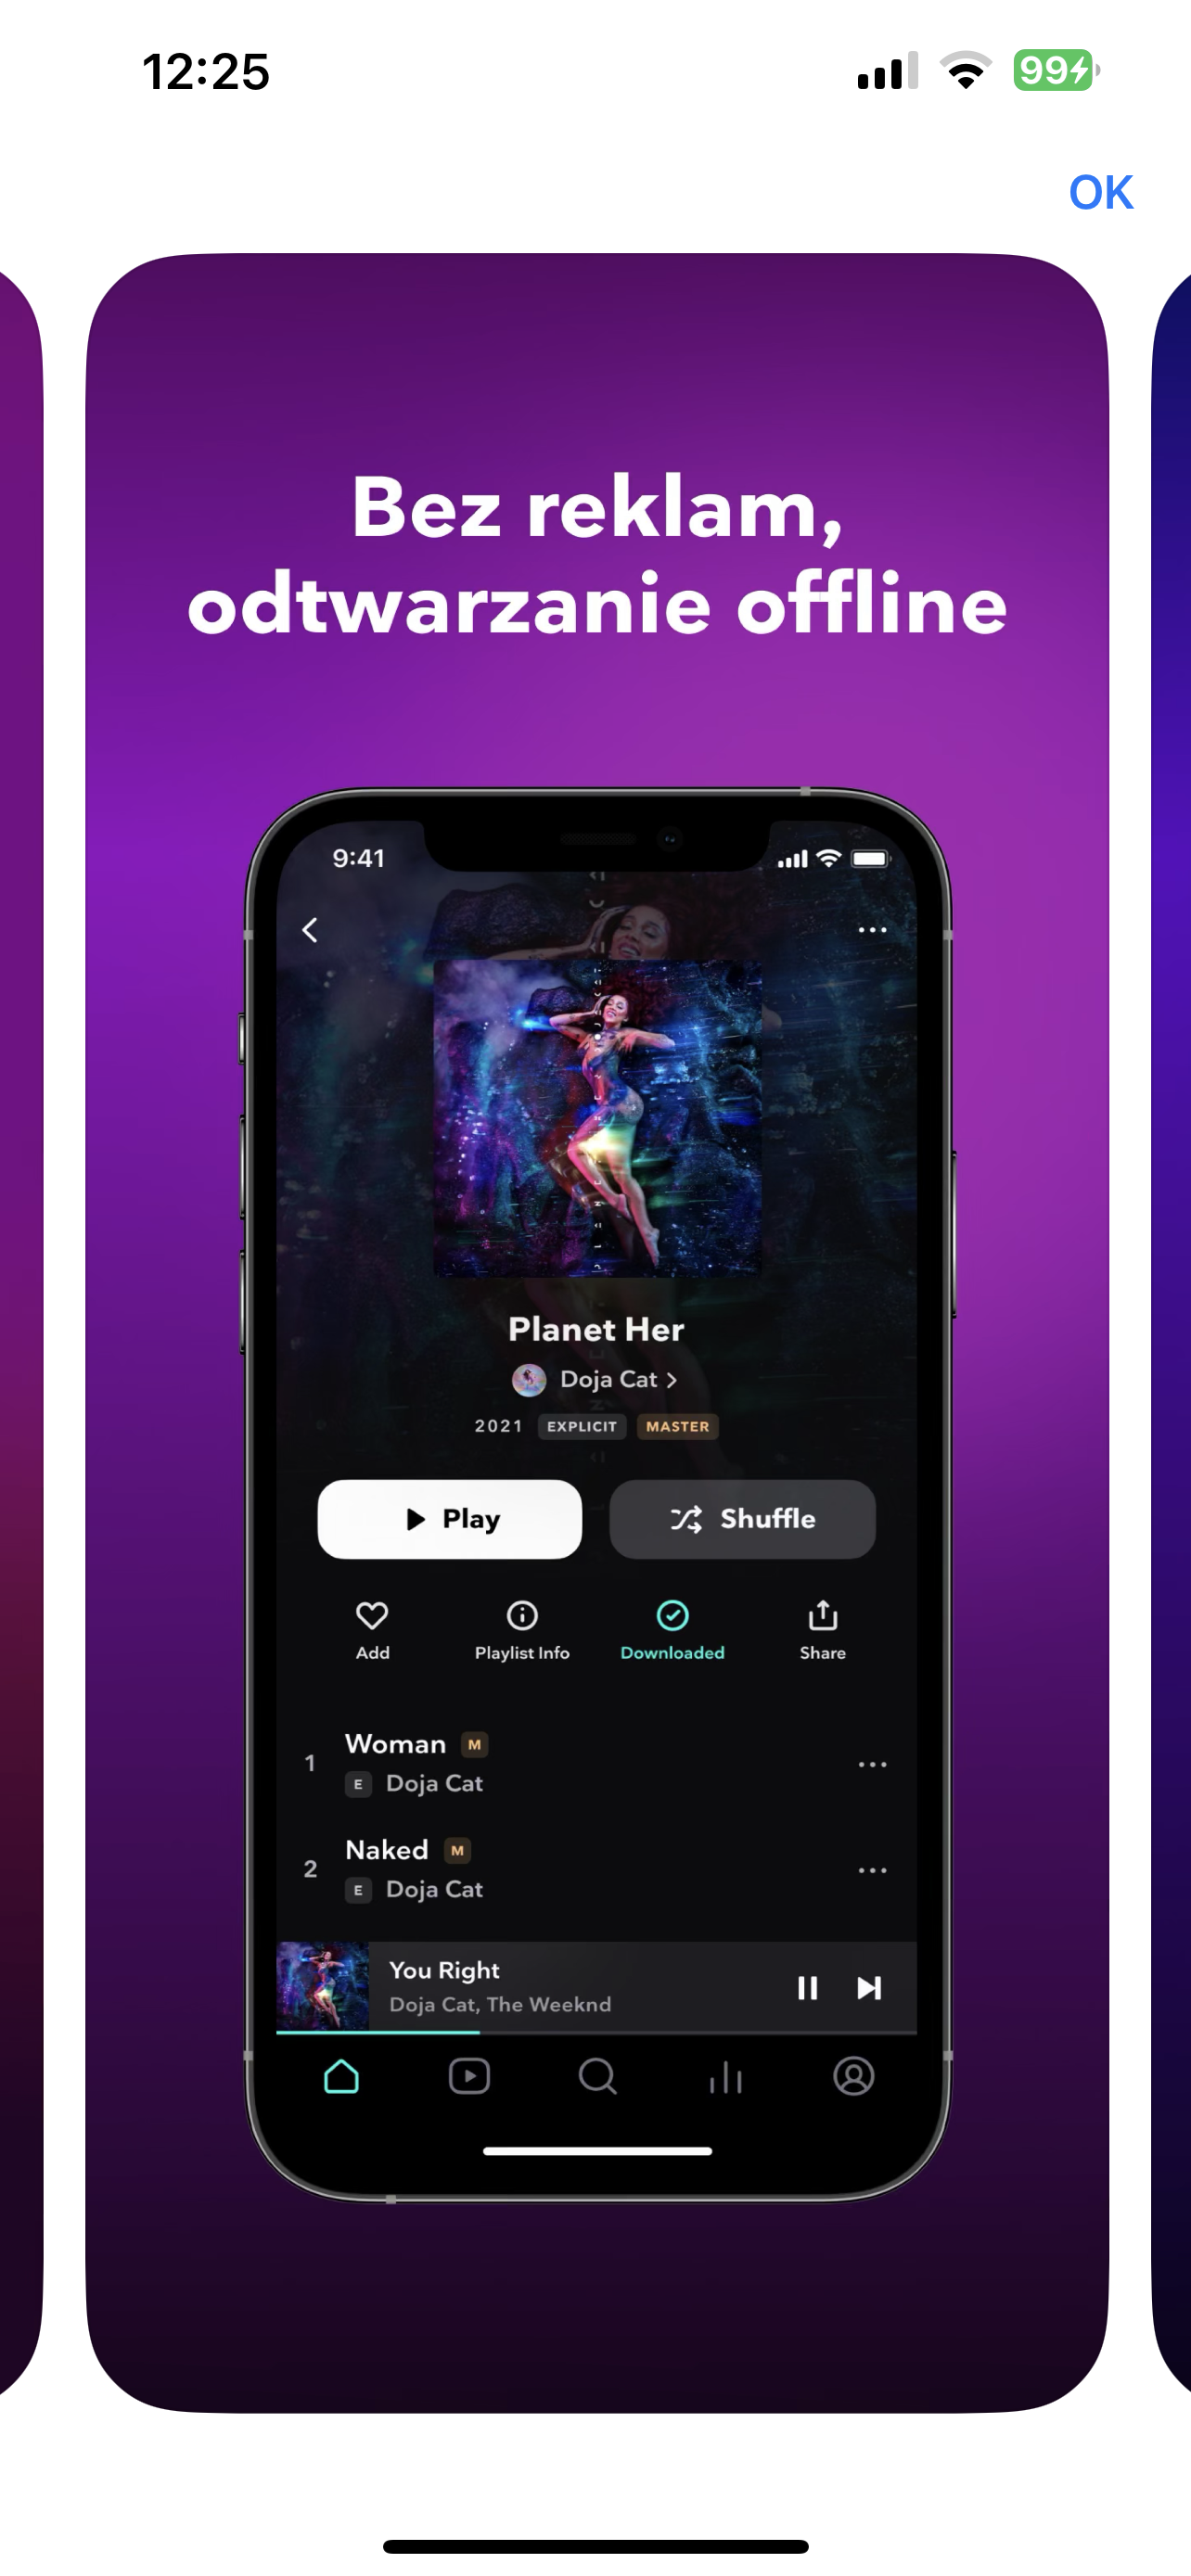 12:25
99
OK
Bez reklam,
odtwarzanie offline
9:41
Planet Her
Doja Cat
2021 EXPLICIT MASTER
Play
Shuffle
Add
Playlist Info
Downloaded
Share
1
Woman M
E Doja Cat
2
Naked M
E Doja Cat
You Right
Doja Cat, The Weeknd